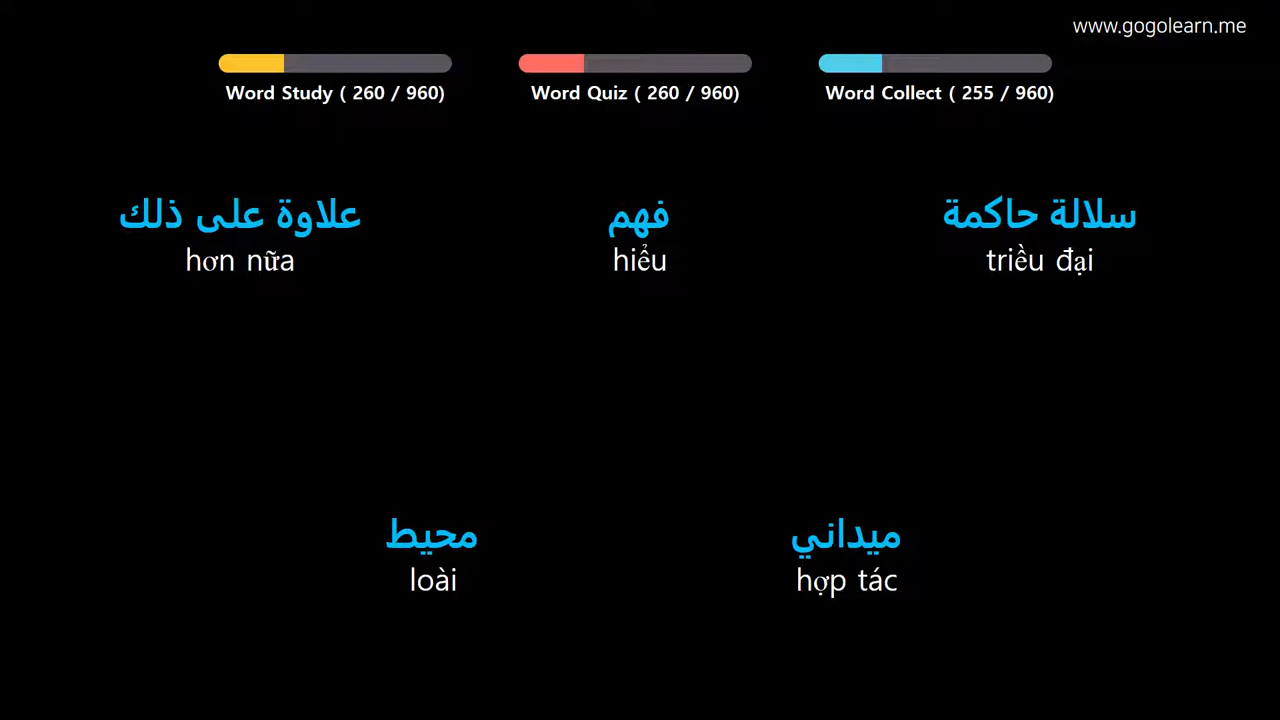 www.gogolearn.me
Word Study ( 260 / 960)
Word Quiz ( 260 / 960)
Word Collect ( 255 / 960)
علاوة على ذلك
hơn nữa
فهم
hiểu
سلالة حاكمة
triều đại
محيط
loài
ميداني
hợp tác